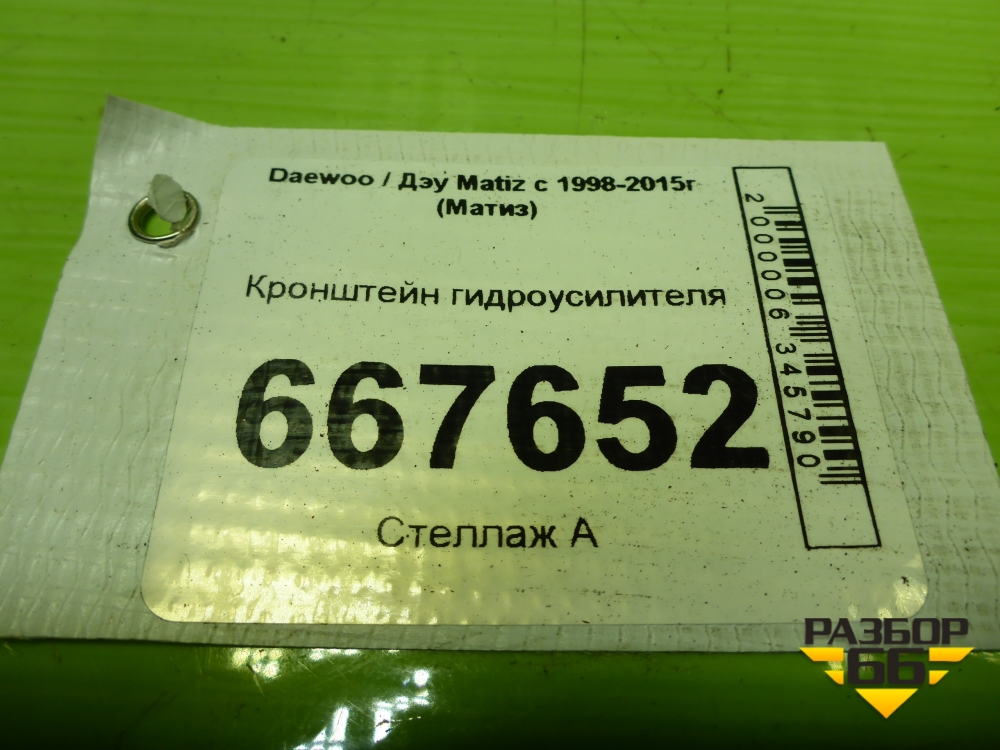 Daewoo / Дэу Matiz с 1998-2015г
(Матиз)
Кронштейн гидроусилителя
667652
Стеллаж А
2000006345790
РАЗБОР
66